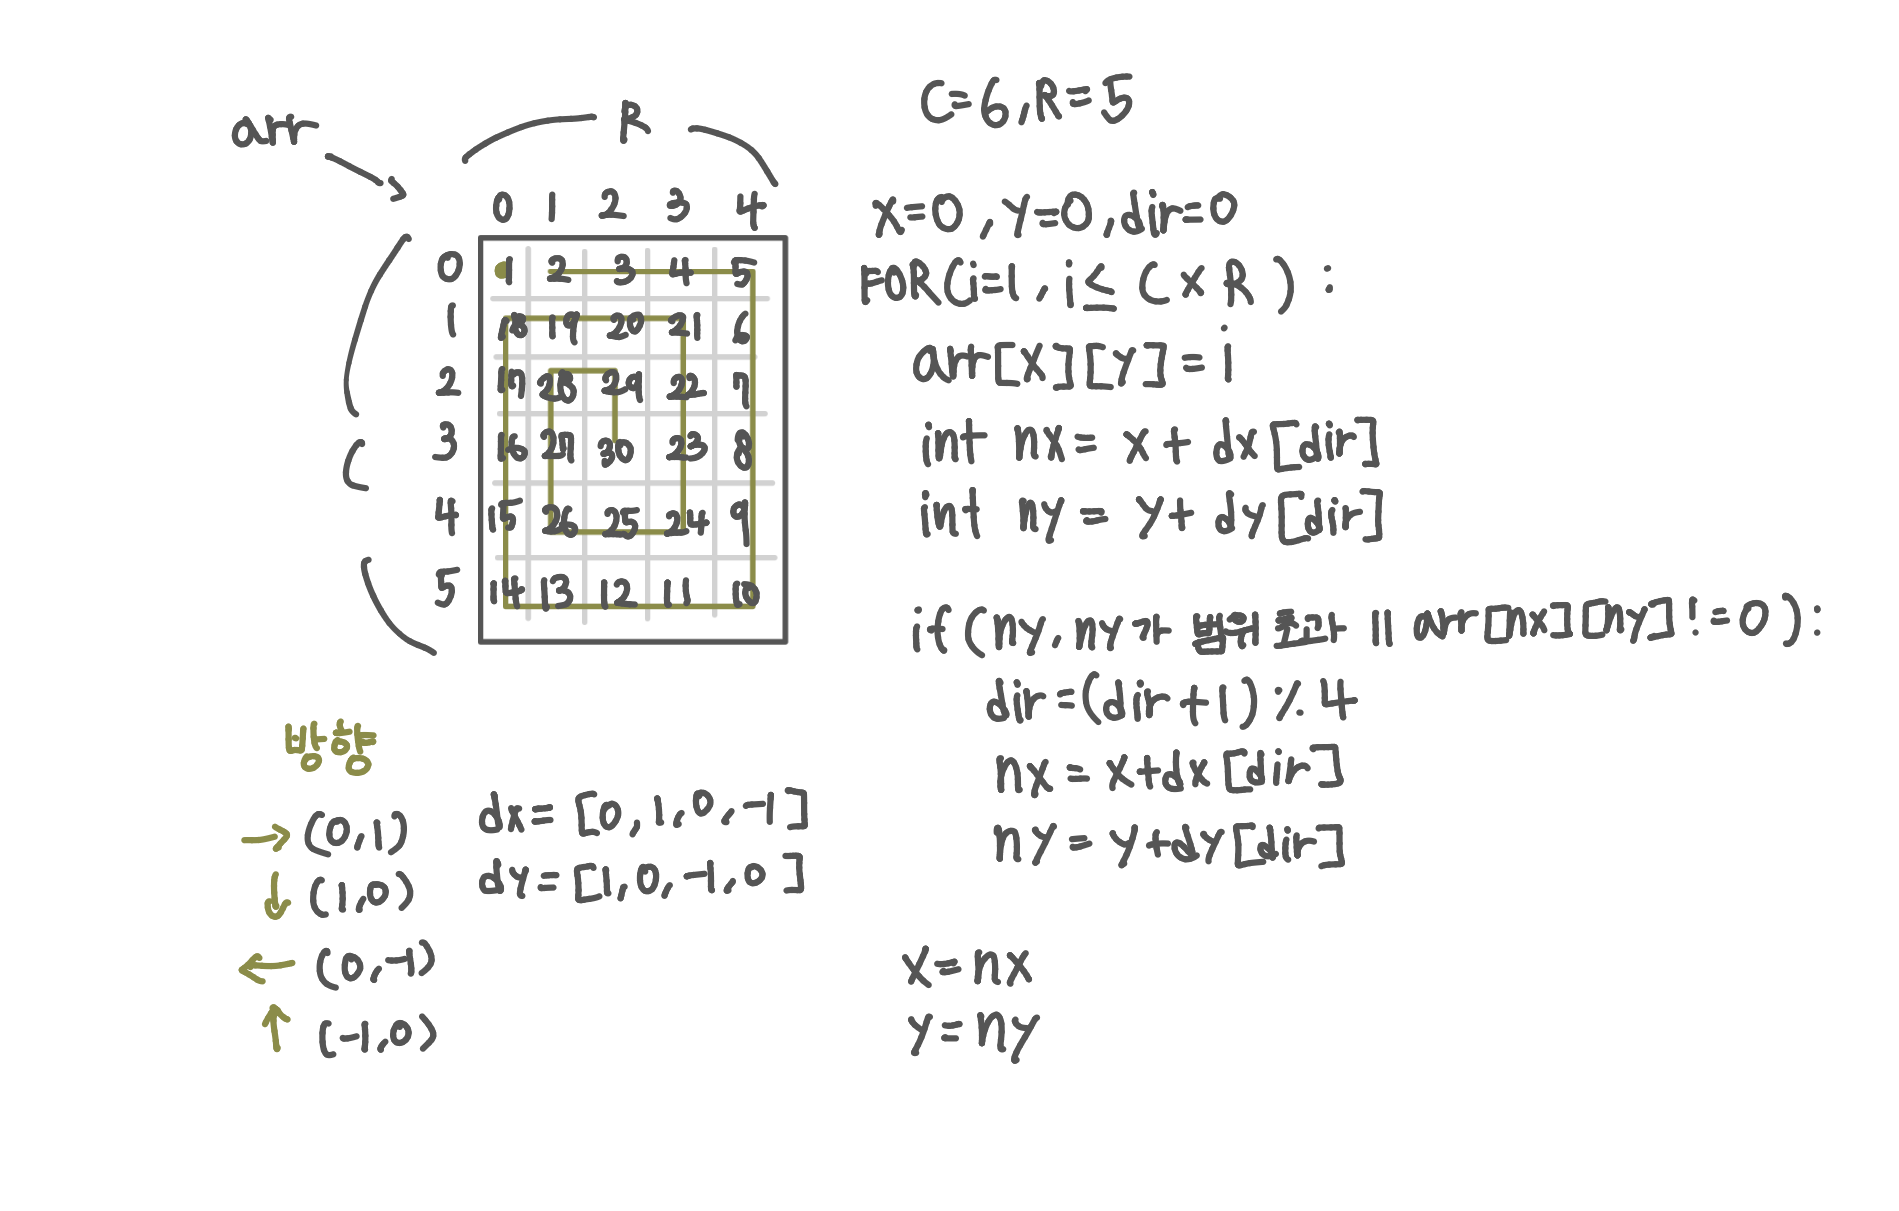 arr
R
0 1 2 3 4
0 1 2 3 4 5
1 18 19 20 21 6
2 17 28 29 22 7
C
3 16 27 30 23 8
4 15 26 25 24 9
5 14 13 12 11 10
방향
→ (0,1)
↓ (1,0)
← (0,-1)
↑ (-1,0)
dx= [0,1,0,-1]
dy= [1,0,-1,0]
C=6,R=5
x=0,y=0,dir=0
FOR(i=1, i≤ C×R ) :
arr[x][y]=i
int nx= x+ dx[dir]
int ny= y+ dy[dir]
if(ny,ny가 범위 초과 || arr[nx][ny]!=0):
dir=(dir+1)%4
nx=x+dx[dir]
ny=y+dy[dir]
x=nx
y=ny